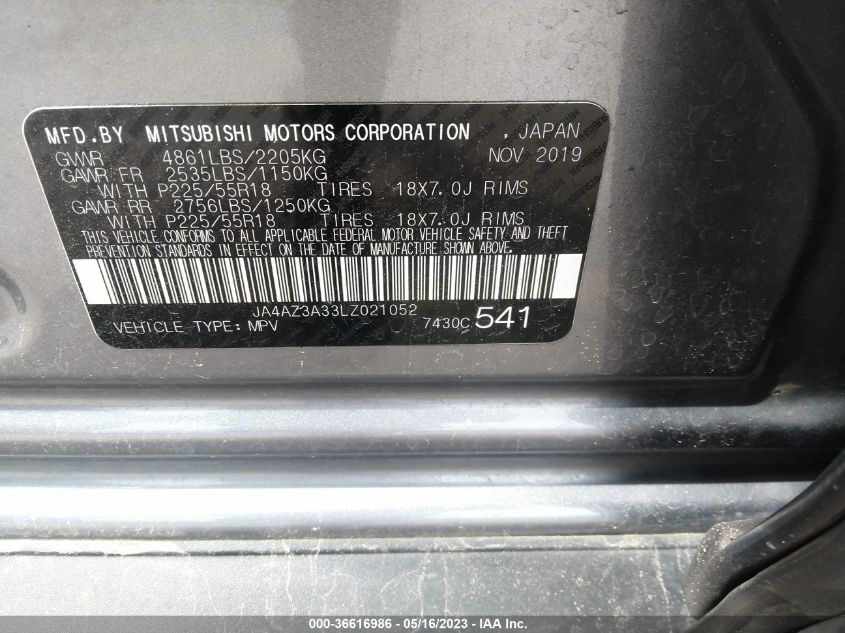 MFD.BY MITSUBISHI MOTORS CORPORATION , JAPAN
GVWR 4861LBS/2205KG NOV 2019
GAWR FR 2535LBS/1150KG
WITH P225/55R18 TIRES 18X7.0J RIMS
GAWR RR 2756LBS/1250KG
WITH P225/55R18 TIRES 18X7.0J RIMS
THIS VEHICLE CONFORMS TO ALL APPLICABLE FEDERAL MOTOR VEHICLE SAFETY AND THEFT
PREVENTION STANDARDS IN EFFECT ON THE DATE OF MANUFACTURE SHOWN ABOVE.
JA4AZ3A33LZ021052
VEHICLE TYPE: MPV 7430C 541
000-36616986 - 05/16/2023 - IAA Inc.